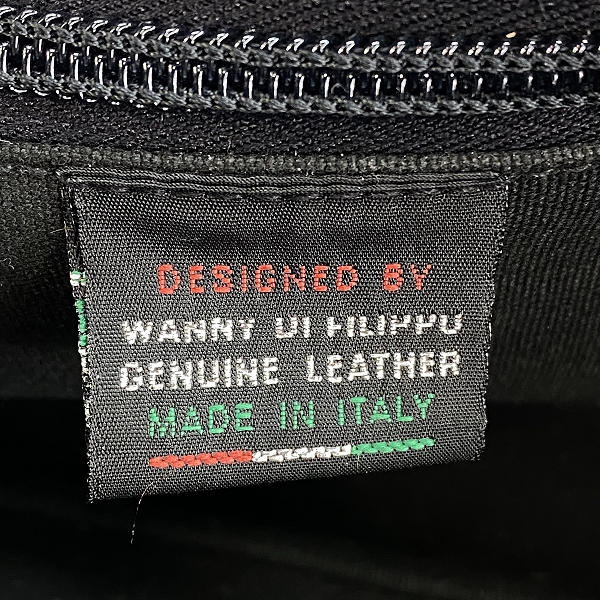 DESIGNED BY
WANNY DI FILIPPO
GENUINE LEATHER
MADE IN ITALY